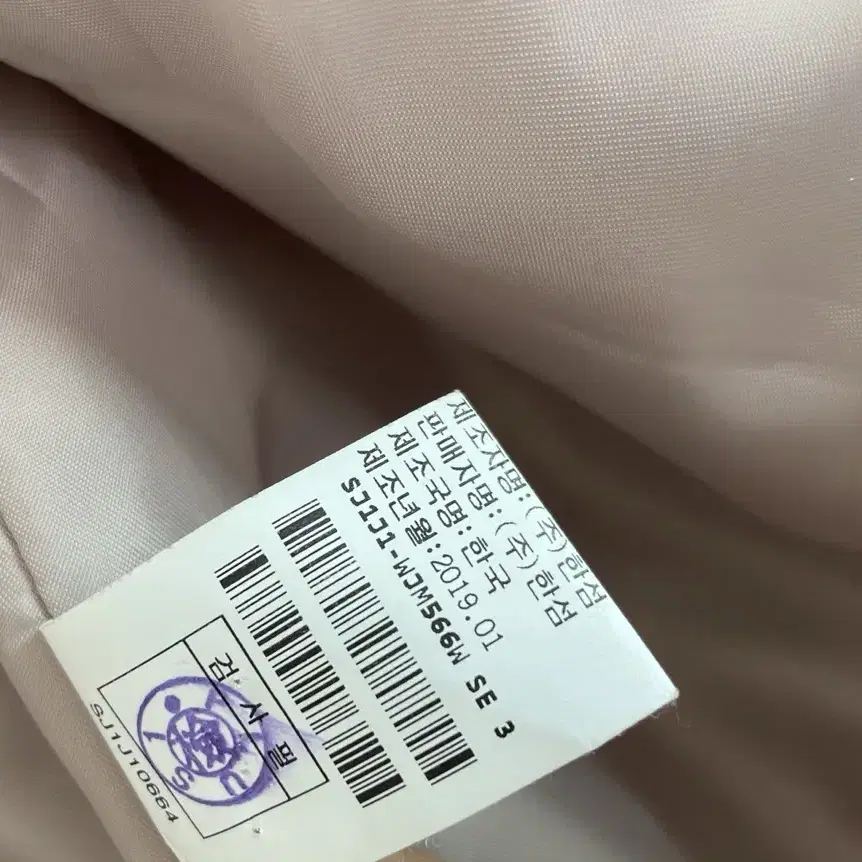 제조자명:(주)한섬
판매자명:(주)한섬
제조국명:한국
제조년월:2019.01
SJ1J1-WJM566W SE 3
검사필
SJ1J10664